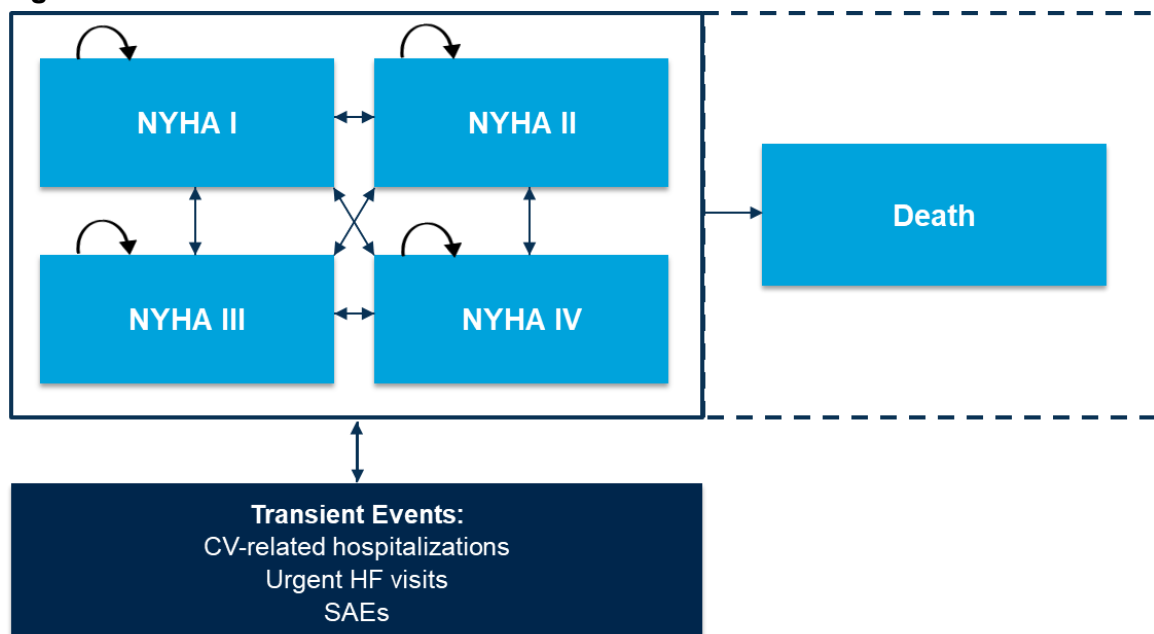 NYHA I
NYHA II
NYHA III
NYHA IV
Death
Transient Events:
CV-related hospitalizations
Urgent HF visits
SAEs